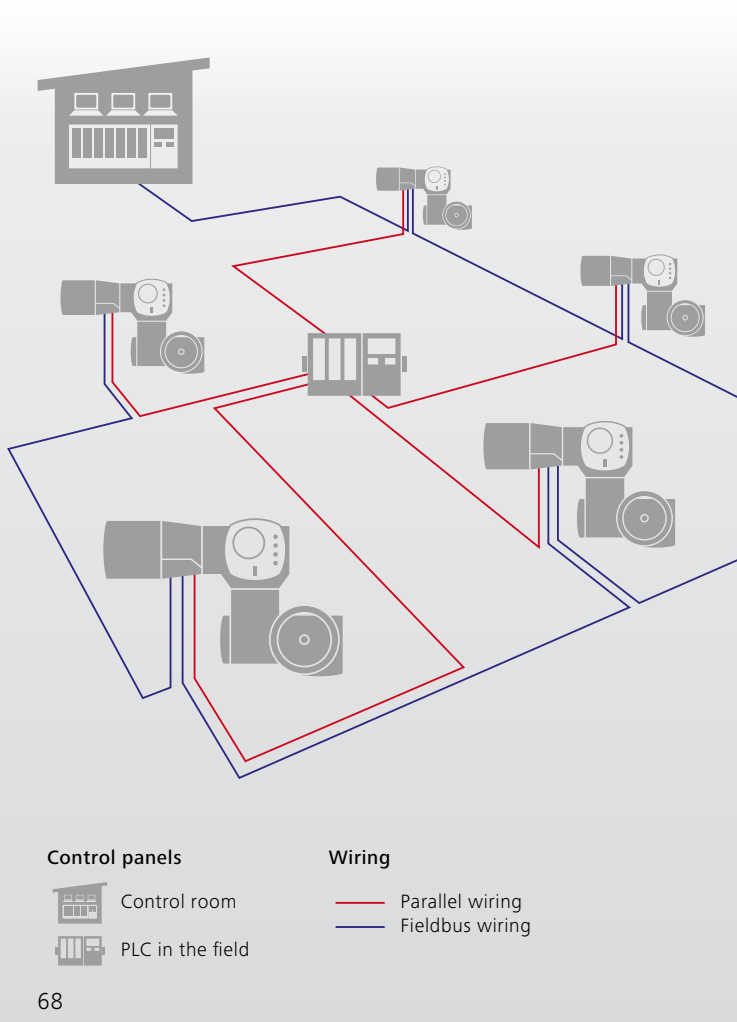 Control panels
Control room
PLC in the field
Wiring
Parallel wiring
Fieldbus wiring
68